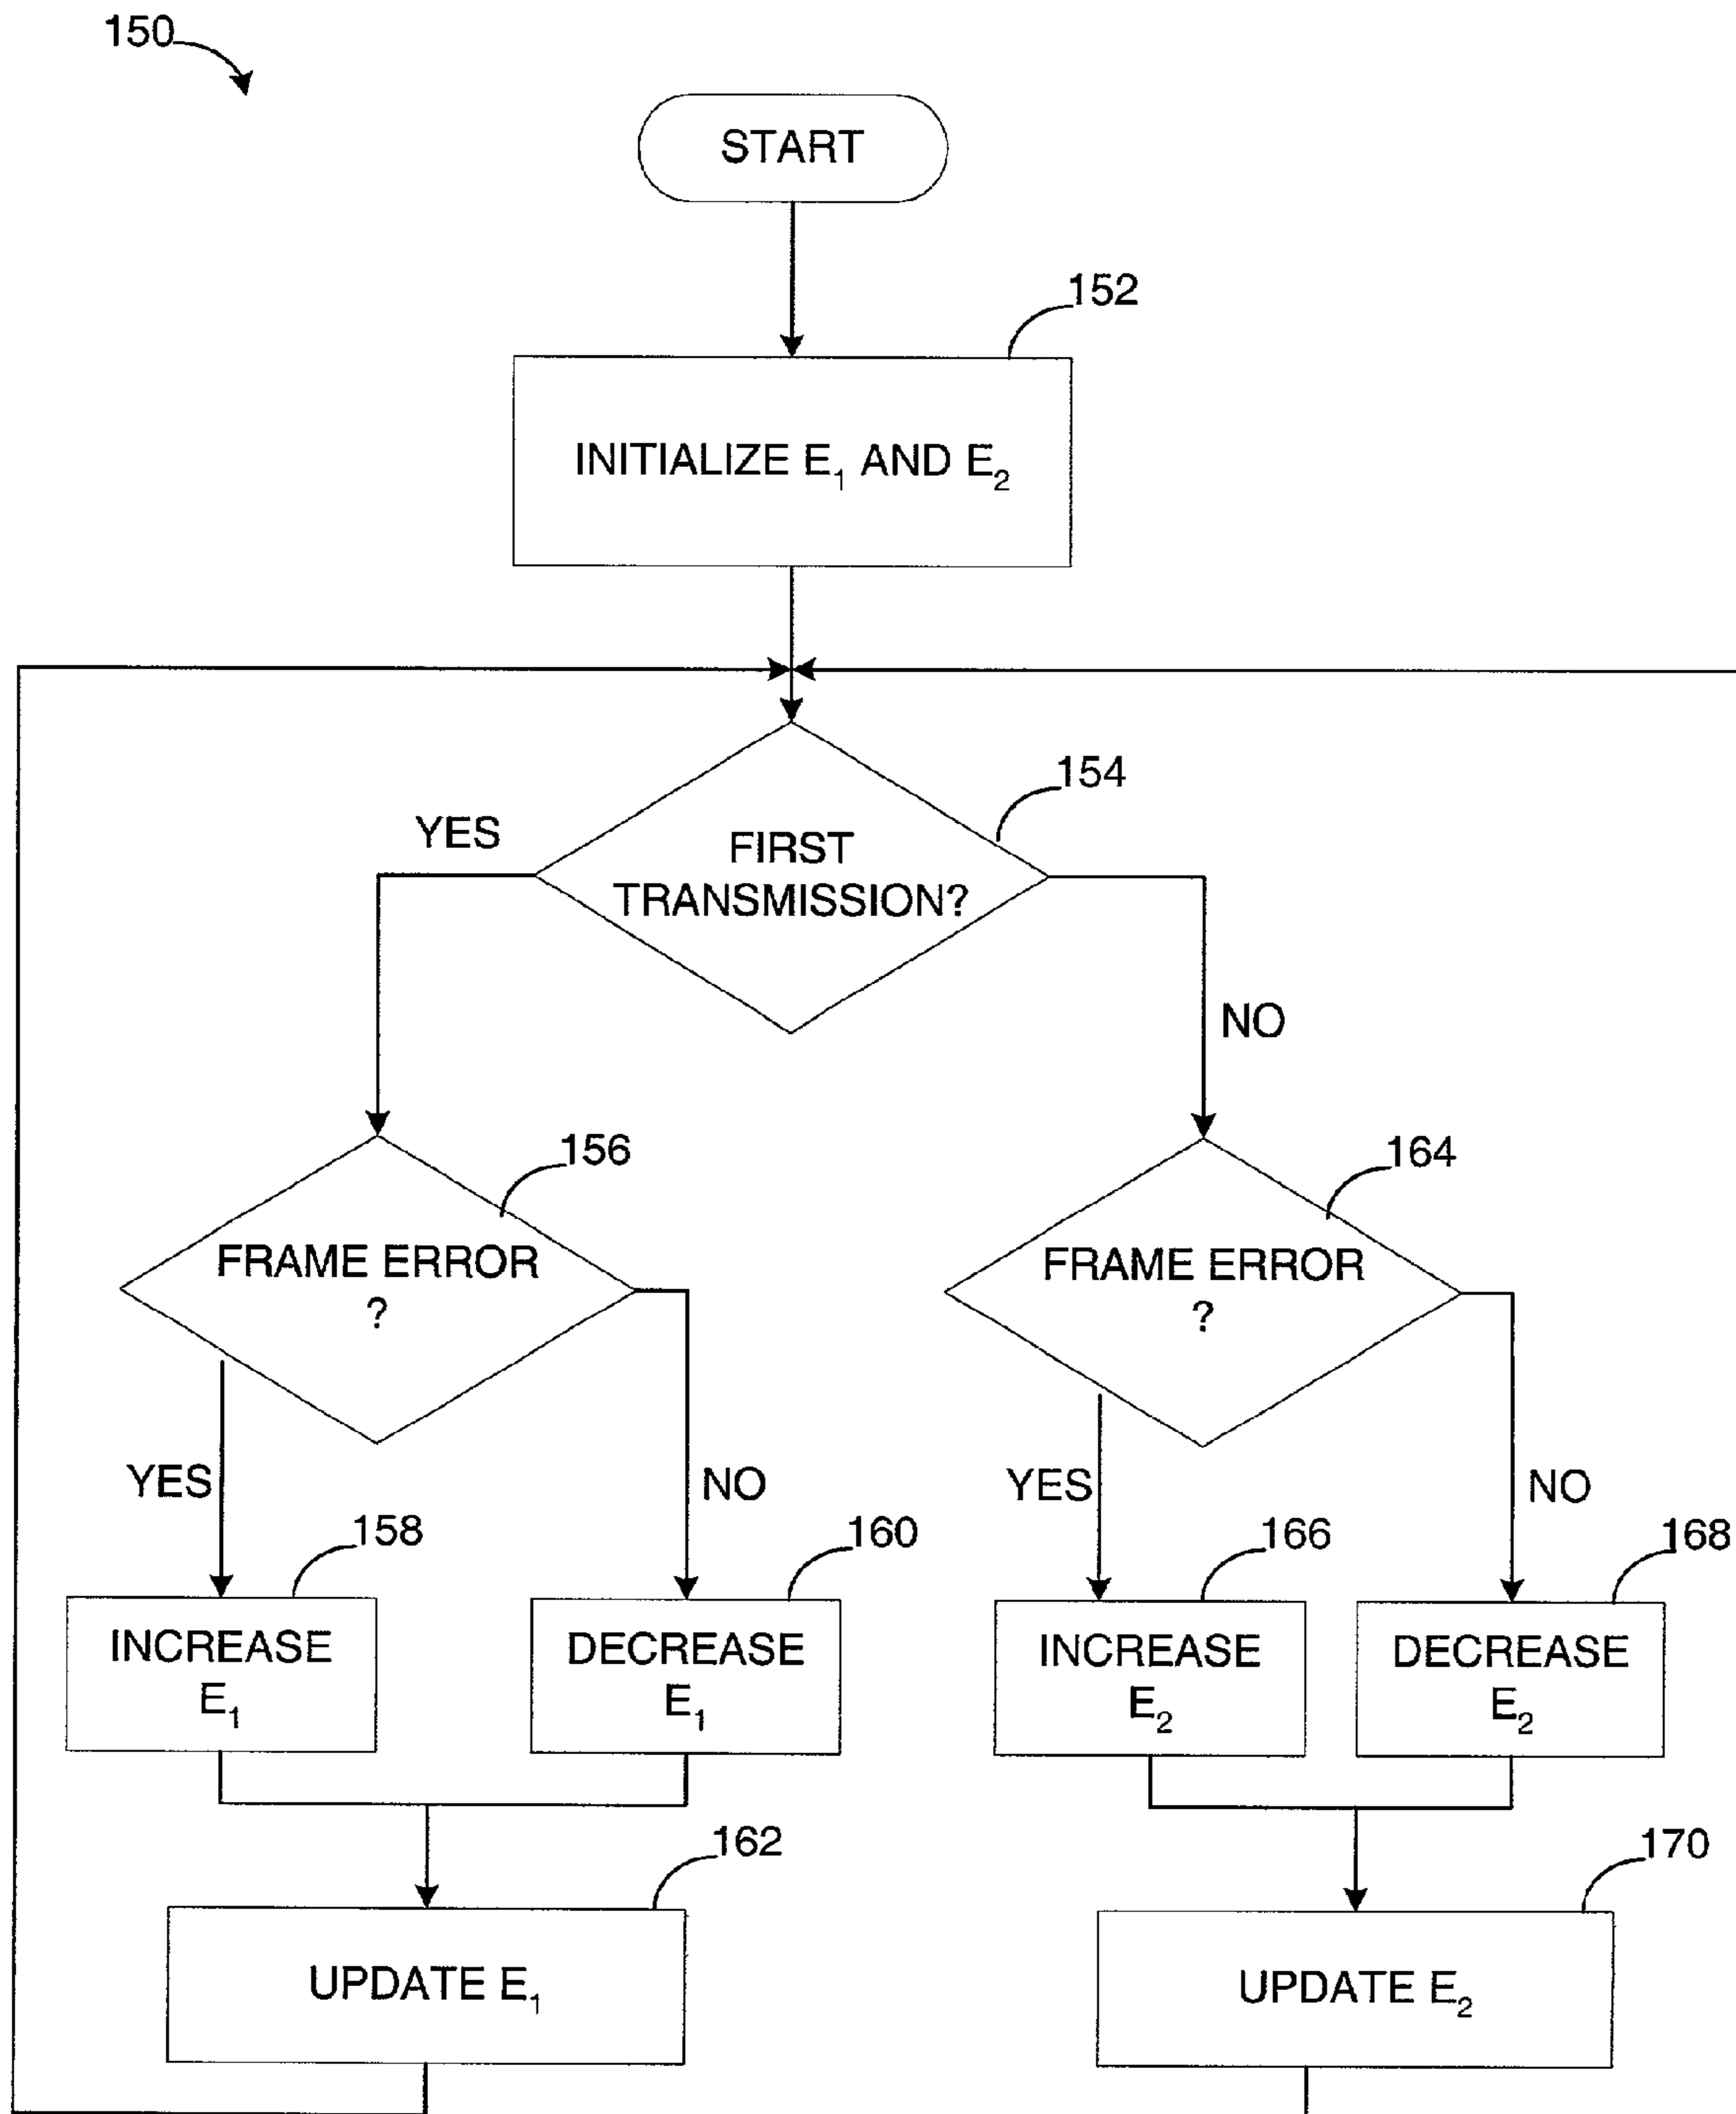 150
START
152
INITIALIZE E₁ AND E₂
154
YES
FIRST
TRANSMISSION?
NO
156
164
FRAME ERROR
?
FRAME ERROR
?
YES
NO
YES
NO
158
160
166
168
INCREASE
E₁
DECREASE
E₁
INCREASE
E₂
DECREASE
E₂
162
170
UPDATE E₁
UPDATE E₂